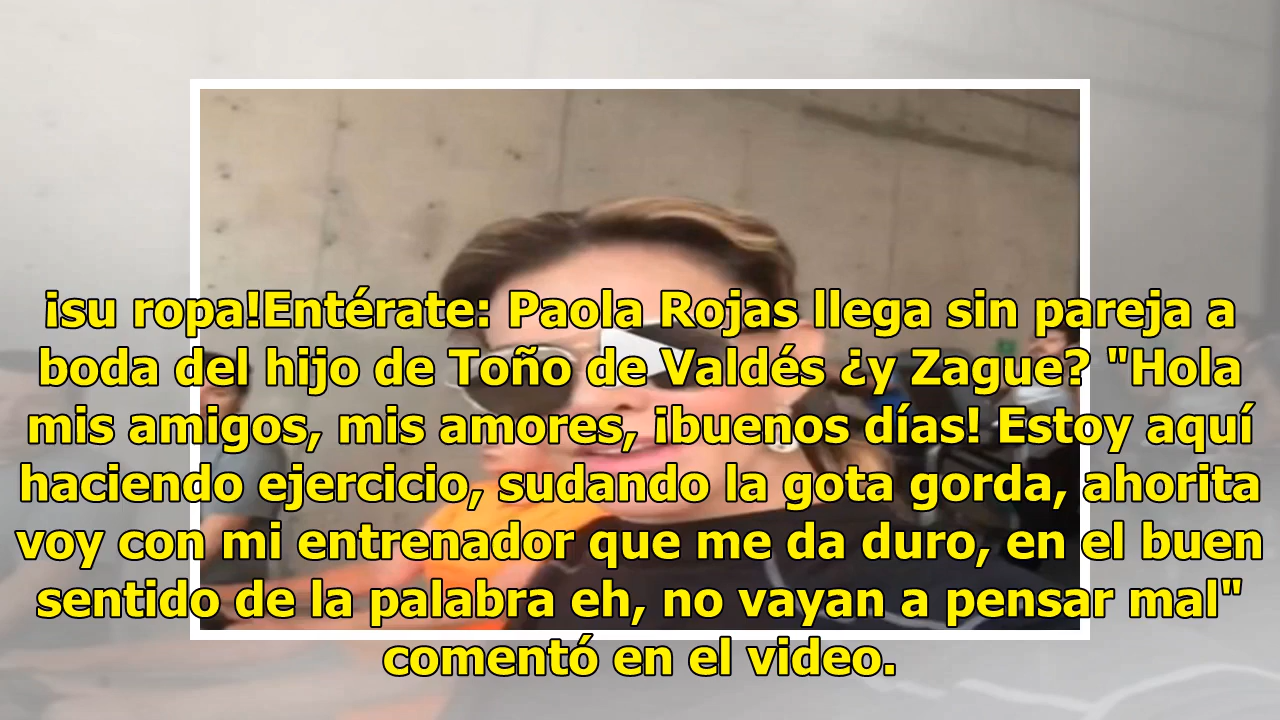 ¡su ropa!Entérate: Paola Rojas llega sin pareja a
boda del hijo de Toño de Valdés ¿y Zague? "Hola
mis amigos, mis amores, ¡buenos días! Estoy aquí
haciendo ejercicio, sudando la gota gorda, ahorita
voy con mi entrenador que me da duro, en el buen
sentido de la palabra eh, no vayan a pensar mal"
comentó en el video.